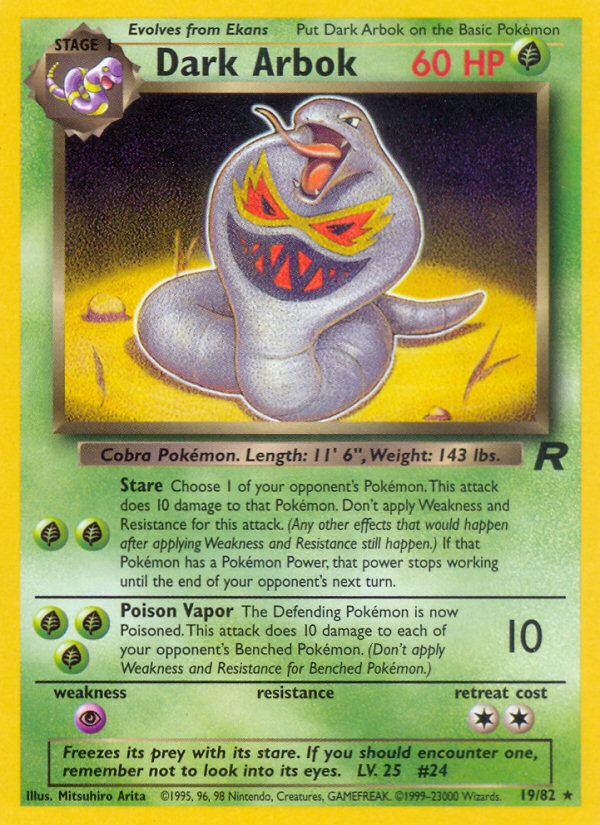 Evolves from Ekans Put Dark Arbok on the Basic Pokémon
STAGE 1
Dark Arbok 60 HP
Cobra Pokémon. Length: 11' 6", Weight: 143 lbs.
R
Stare Choose 1 of your opponent's Pokémon. This attack
does 10 damage to that Pokémon. Don't apply Weakness and
Resistance for this attack. (Any other effects that would happen
after applying Weakness and Resistance still happen.) If that
Pokémon has a Pokémon Power, that power stops working
until the end of your opponent's next turn.
Poison Vapor The Defending Pokémon is now
Poisoned. This attack does 10 damage to each of
your opponent's Benched Pokémon. (Don't apply
Weakness and Resistance for Benched Pokémon.)
10
weakness resistance retreat cost
Freezes its prey with its stare. If you should encounter one,
remember not to look into its eyes. LV. 25 #24
Illus. Mitsuhiro Arita ©1995, 96, 98 Nintendo, Creatures, GAMEFREAK. ©1999-23000 Wizards. 19/82 ★